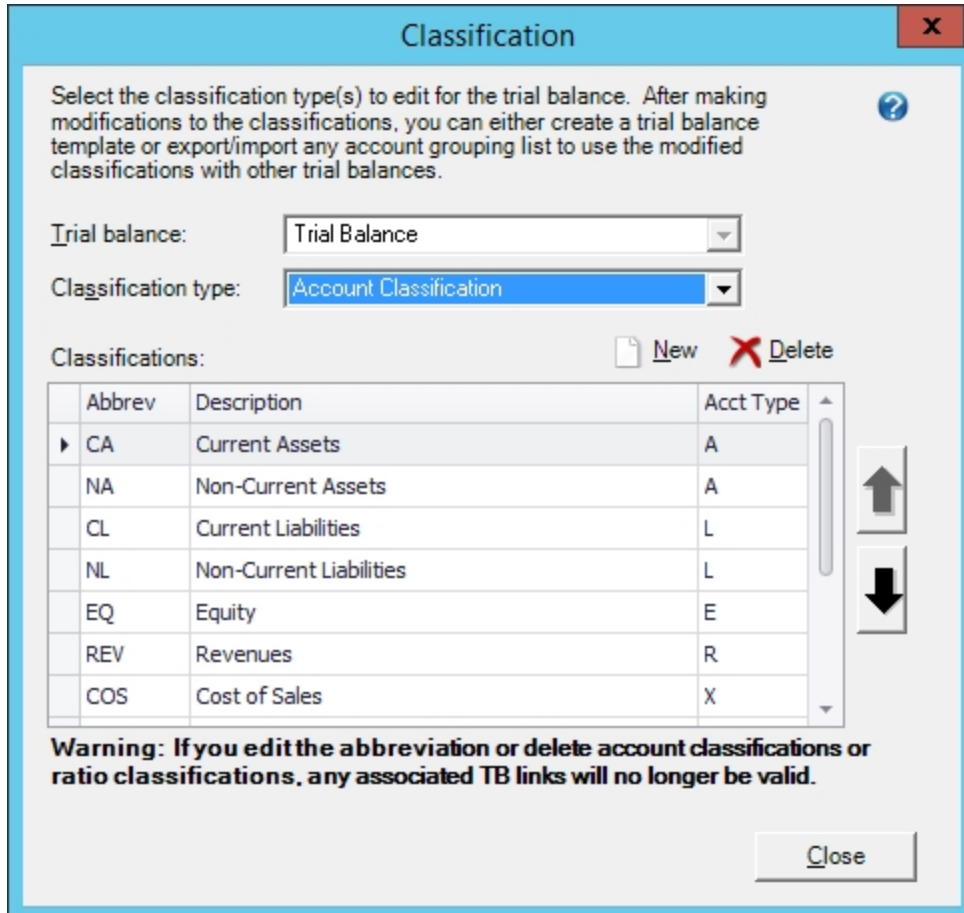 Classification
x
Select the classification type(s) to edit for the trial balance.  After making
modifications to the classifications, you can either create a trial balance
template or export/import any account grouping list to use the modified
classifications with other trial balances.
?
Trial balance: Trial Balance
Classification type: Account Classification
Classifications: New Delete
Abbrev Description Acct Type
CA Current Assets A
NA Non-Current Assets A
CL Current Liabilities L
NL Non-Current Liabilities L
EQ Equity E
REV Revenues R
COS Cost of Sales X
Warning: If you edit the abbreviation or delete account classifications or
ratio classifications, any associated TB links will no longer be valid.
Close